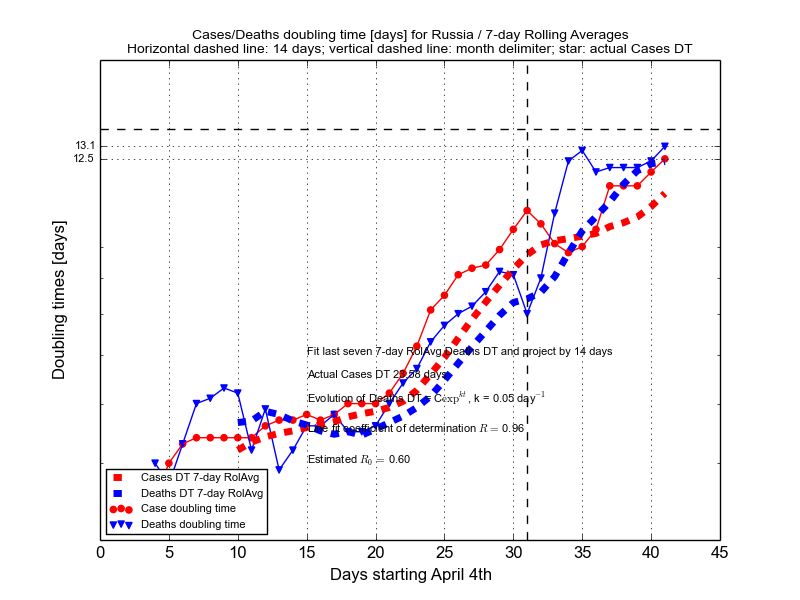 Cases/Deaths doubling time [days] for Russia / 7-day Rolling Averages
Horizontal dashed line: 14 days; vertical dashed line: month delimiter; star: actual Cases DT
13.1
12.5
Doubling times [days]
Fit last seven 7-day RolAvg Deaths DT and project by 14 days
Actual Cases DT 23.58 days
Evolution of Deaths DT = Cexp^{kt}, k = 0.05 day^{-1}
fit coefficient of determination R = 0.96
Estimated R_0 = 0.60
Cases DT 7-day RolAvg
Deaths DT 7-day RolAvg
Case doubling time
Deaths doubling time
0 5 10 15 20 25 30 35 40 45
Days starting April 4th